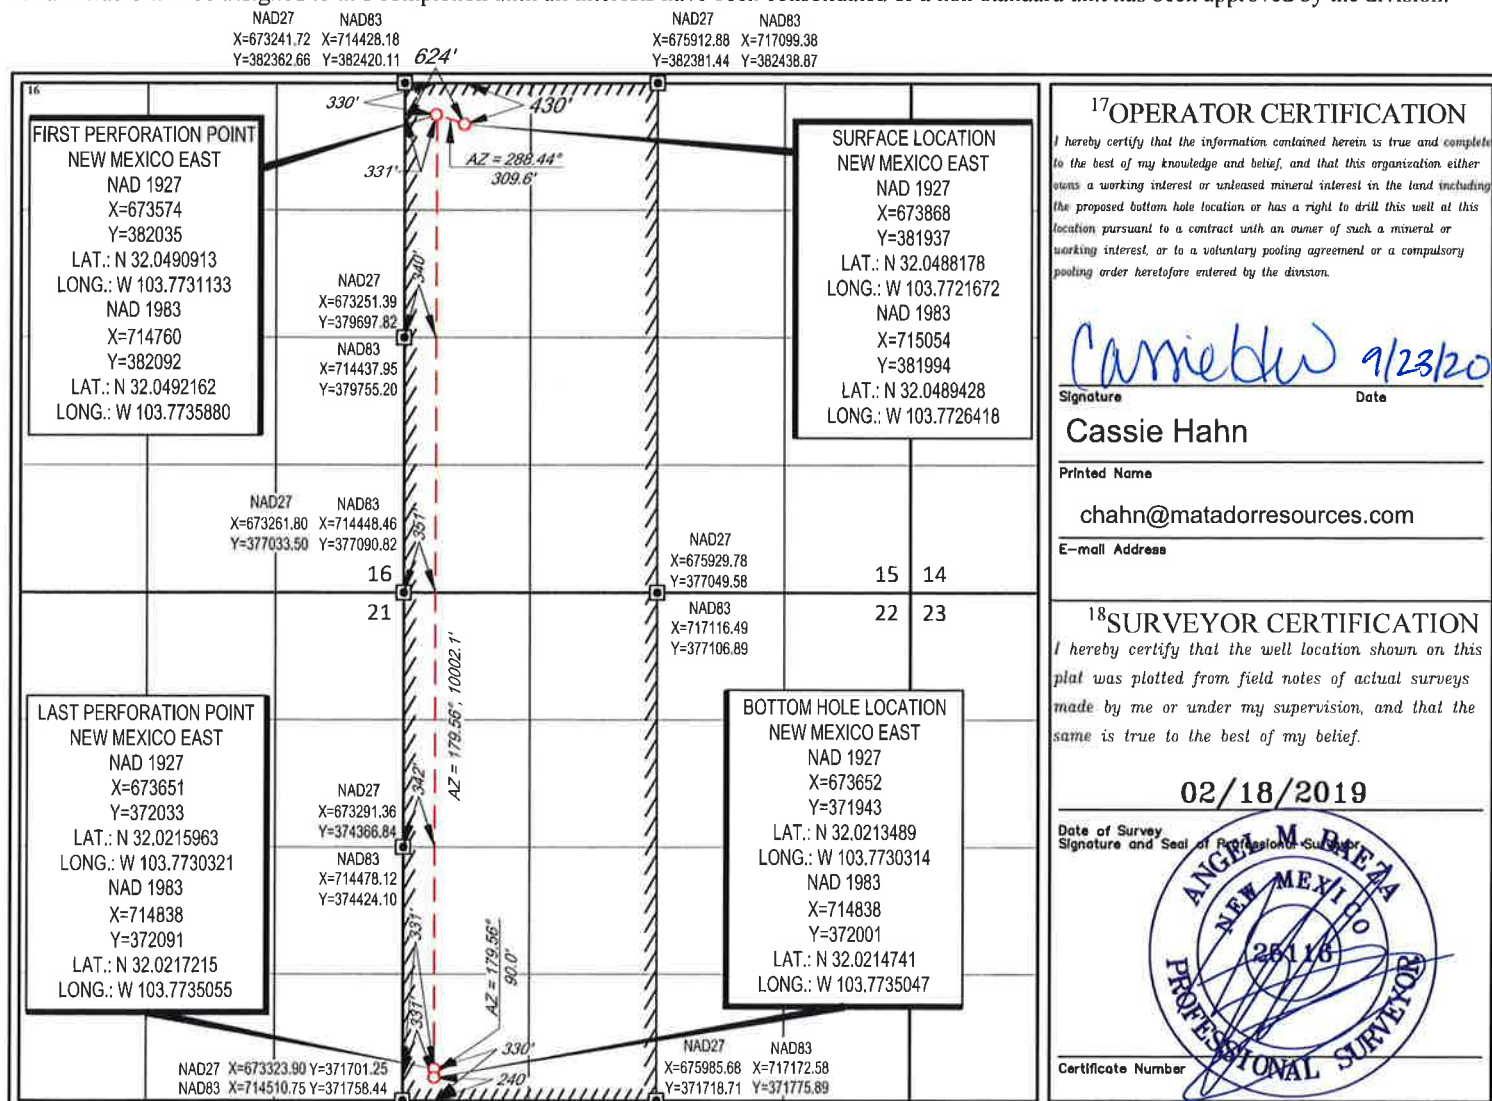 NAD27 NAD83
X=673241.72 X=714428.18
Y=382362.66 Y=382420.11
624'
NAD27 NAD83
X=675912.88 X=717099.38
Y=382381.44 Y=382438.87
16
330'
430'
331'
AZ = 288.44°
309.6'
FIRST PERFORATION POINT
NEW MEXICO EAST
NAD 1927
X=673574
Y=382035
LAT.: N 32.0490913
LONG.: W 103.7731133
NAD 1983
X=714760
Y=382092
LAT.: N 32.0492162
LONG.: W 103.7735880
SURFACE LOCATION
NEW MEXICO EAST
NAD 1927
X=673868
Y=381937
LAT.: N 32.0488178
LONG.: W 103.7721672
NAD 1983
X=715054
Y=381994
LAT.: N 32.0489428
LONG.: W 103.7726418
340'
NAD27
X=673251.39
Y=379697.82
NAD83
X=714437.95
Y=379755.20
351'
NAD27 NAD83
X=673261.80 X=714448.46
Y=377033.50 Y=377090.82
16
21
NAD27
X=675929.78
Y=377049.58
NAD83
X=717116.49
Y=377106.89
15 14
22 23
AZ = 179.56°, 10002.1'
LAST PERFORATION POINT
NEW MEXICO EAST
NAD 1927
X=673651
Y=372033
LAT.: N 32.0215963
LONG.: W 103.7730321
NAD 1983
X=714838
Y=372091
LAT.: N 32.0217215
LONG.: W 103.7735055
342'
NAD27
X=673291.36
Y=374366.84
NAD83
X=714478.12
Y=374424.10
BOTTOM HOLE LOCATION
NEW MEXICO EAST
NAD 1927
X=673652
Y=371943
LAT.: N 32.0213489
LONG.: W 103.7730314
NAD 1983
X=714838
Y=372001
LAT.: N 32.0214741
LONG.: W 103.7735047
331'
331'
AZ = 179.56°
90.0'
330'
240'
NAD27 X=673323.90 Y=371701.25
NAD83 X=714510.75 Y=371758.44
NAD27 NAD83
X=675985.68 X=717172.58
Y=371718.71 Y=371775.89
17 OPERATOR CERTIFICATION
I hereby certify that the information contained herein is true and complete
to the best of my knowledge and belief, and that this organization either
owns a working interest or unleased mineral interest in the land including
the proposed bottom hole location or has a right to drill this well at this
location pursuant to a contract with an owner of such a mineral or
working interest, or to a voluntary pooling agreement or a compulsory
pooling order heretofore entered by the division.
9/23/20
Signature Date
Cassie Hahn
Printed Name
chahn@matadorresources.com
E-mail Address
18 SURVEYOR CERTIFICATION
I hereby certify that the well location shown on this
plat was plotted from field notes of actual surveys
made by me or under my supervision, and that the
same is true to the best of my belief.
02/18/2019
Date of Survey
Signature and Seal of Professional Surveyor
ANGEL M. BAEZA
NEW MEXICO
25116
PROFESSIONAL SURVEYOR
Certificate Number